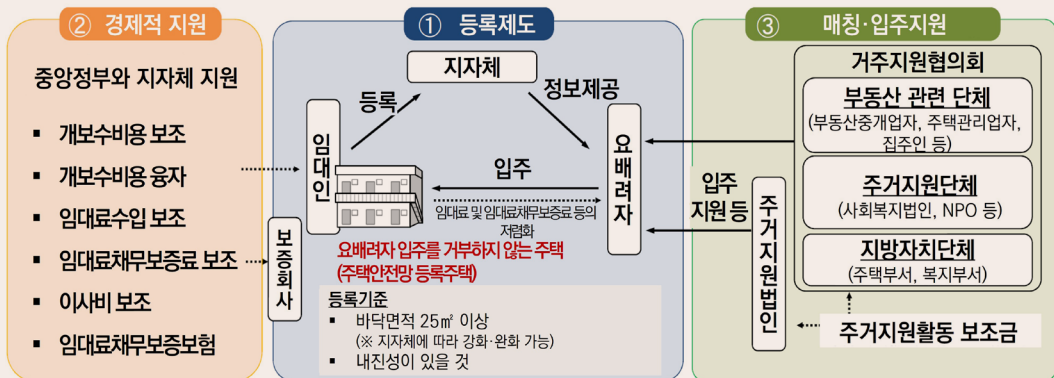 ② 경제적 지원
중앙정부와 지자체 지원
▪ 개보수비용 보조
▪ 개보수비용 융자
▪ 임대료수입 보조
▪ 임대료채무보증료 보조
▪ 이사비 보조
▪ 임대료채무보증보험
① 등록제도
지자체
등록
정보제공
임대인
보증회사
요배려자
입주
임대료 및 임대료채무보증료 등의
저렴화
요배려자 입주를 거부하지 않는 주택
(주택안전망 등록주택)
등록기준
▪ 바닥면적 25㎡ 이상
(※ 지자체에 따라 강화·완화 가능)
▪ 내진성이 있을 것
③ 매칭·입주지원
거주지원협의회
부동산 관련 단체
(부동산중개업자, 주택관리업자,
집주인 등)
주거지원단체
(사회복지법인, NPO 등)
지방자치단체
(주택부서, 복지부서)
입주
지원 등
주거지원법인
주거지원활동 보조금